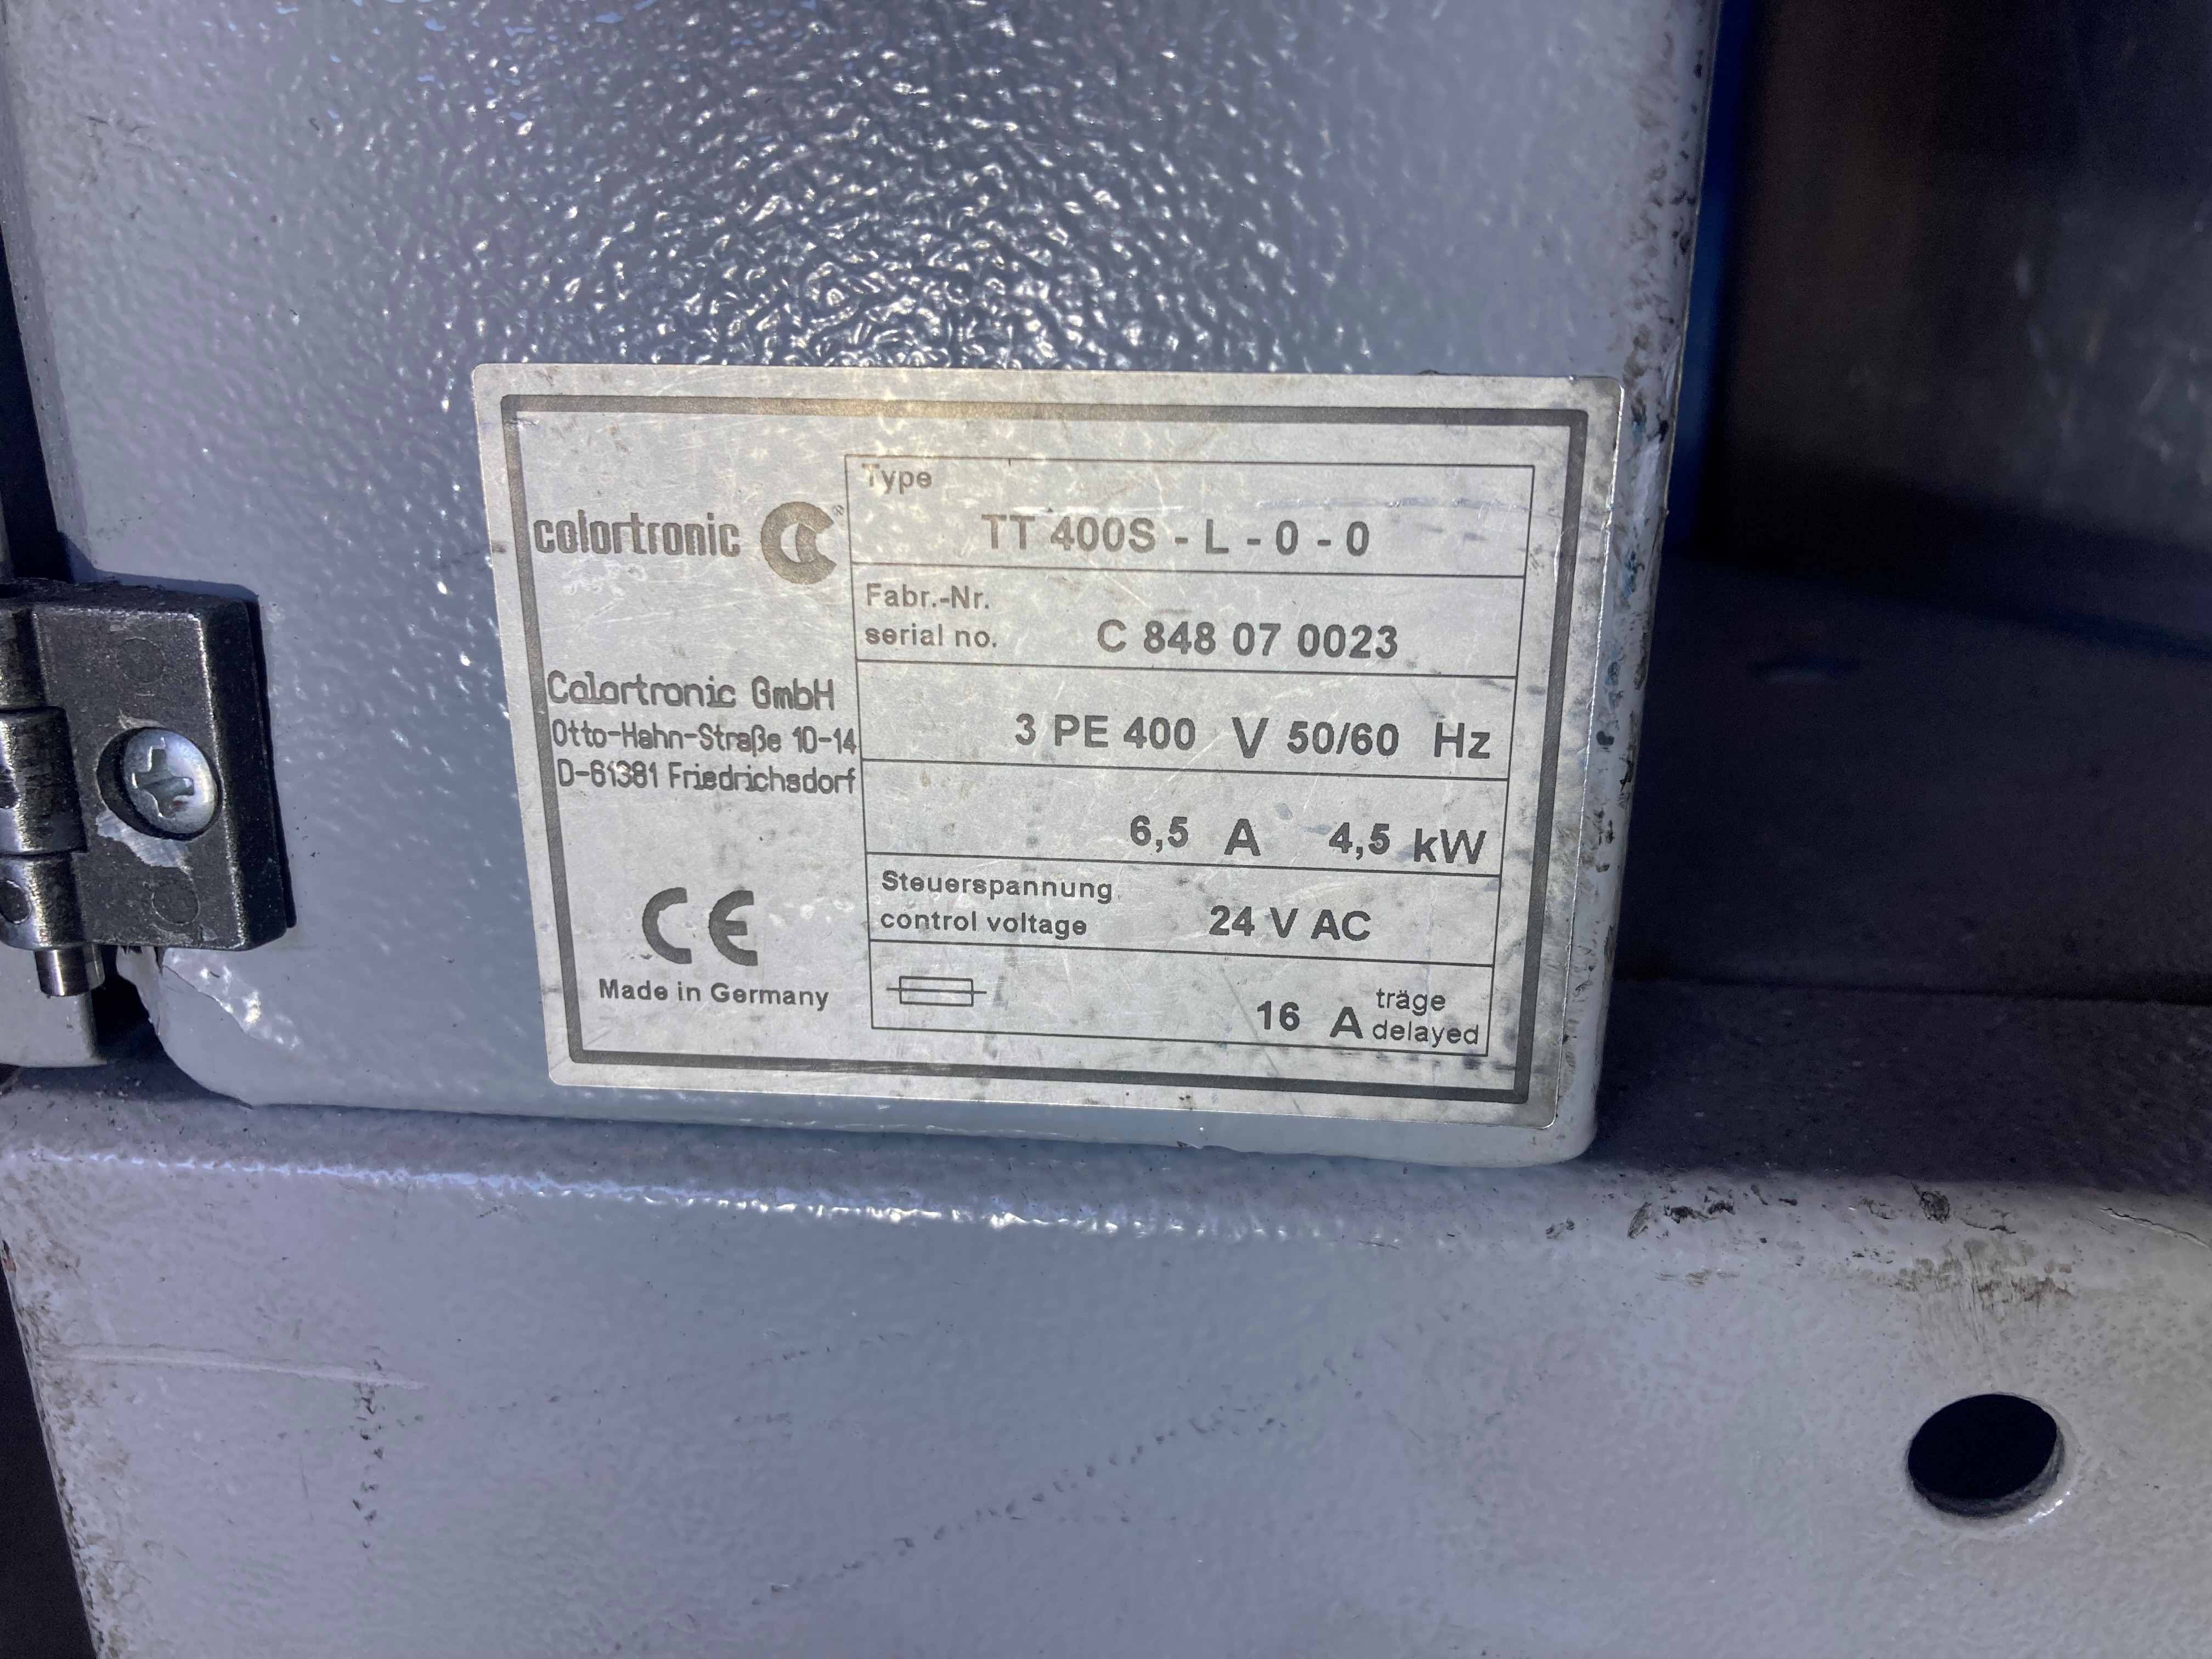 colortronic
Colortronic GmbH
Otto-Hahn-Straße 10-14
D-61381 Friedrichsdorf
CE
Made in Germany
Type
TT 400S - L - 0 - 0
Fabr.-Nr.
serial no. C 848 07 0023
3 PE 400 V 50/60 Hz
6,5 A 4,5 kW
Steuerspannung
control voltage 24 V AC
16 A träge
delayed